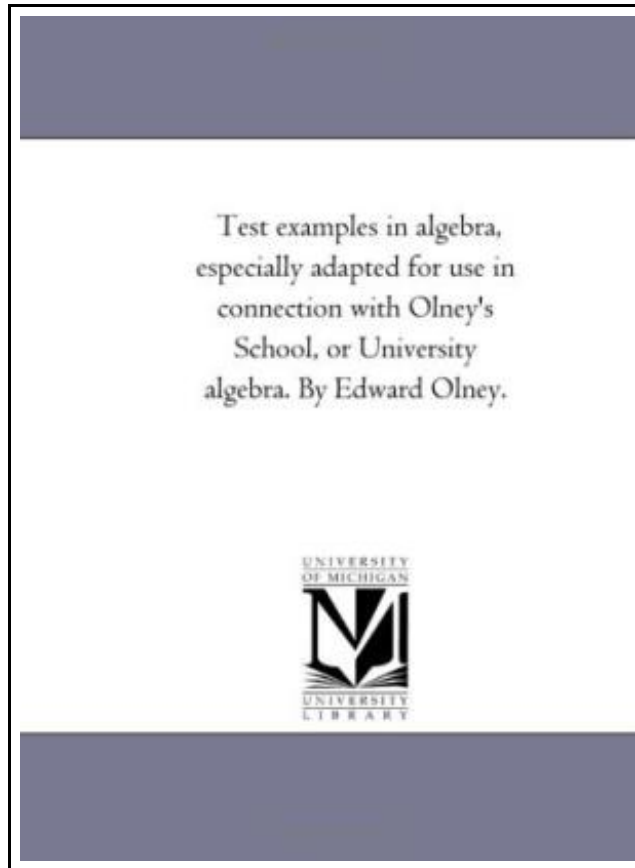 Test examples in algebra,
especially adapted for use in
connection with Olney's
School, or University
algebra. By Edward Olney.
UNIVERSITY
OF MICHIGAN
UNIVERSITY
LIBRARY